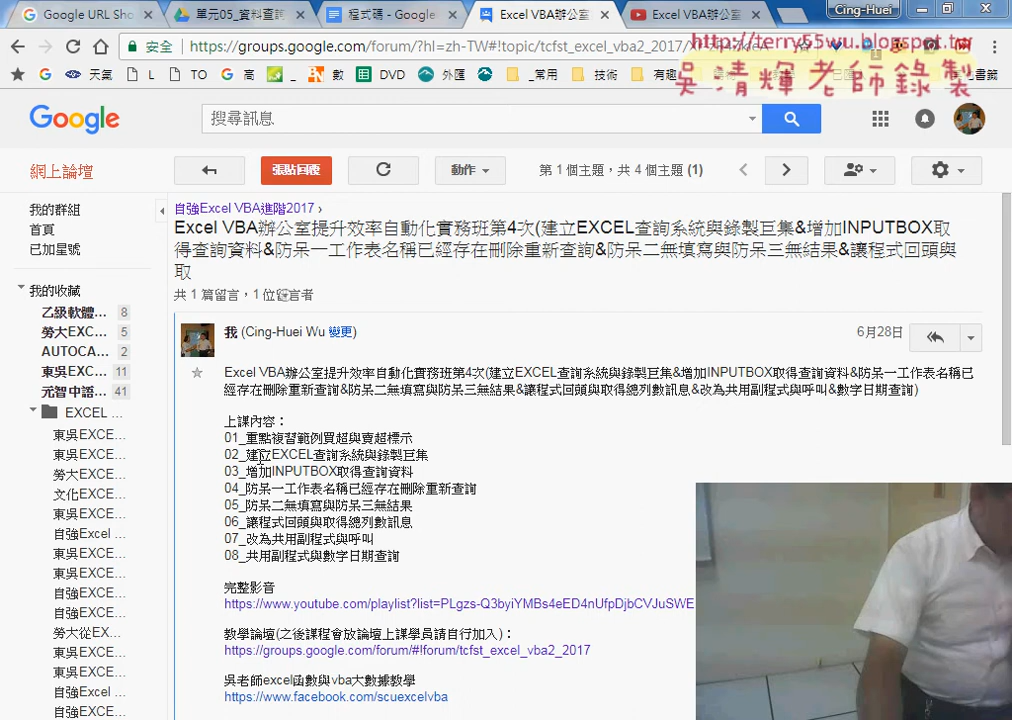 Google URL Sho
單元05_資料查詢
程式碼 - Google
Excel VBA辦公室
Excel VBA辦公室
Cing-Huei
安全
https://groups.google.com/forum/?hl=zh-TW#!topic/tcfst_excel_vba2_2017/
http://terry55wu.blogspot.tw
吳清輝老師錄製
天氣
L
TO
高
數
DVD
外匯
_常用
技術
有趣
Google
搜尋訊息
網上論壇
張貼回覆
動作
第 1 個主題，共 4 個主題 (1)
我的群組
首頁
已加星號
我的收藏
乙級軟體... 8
勞大EXC... 5
AUTOCA... 2
東吳EXC... 11
元智中語... 41
EXCEL ...
東吳EXCE...
東吳EXCE...
勞大EXCE...
文化EXCE...
東吳EXCE...
自強Excel
東吳EXCE...
東吳EXCE...
自強EXCE...
自強EXCE...
勞大從EX...
東吳EXCE...
東吳EXCE...
自強Excel
東吳EXCE...
自強Excel VBA進階2017 ›
Excel VBA辦公室提升效率自動化實務班第4次(建立EXCEL查詢系統與錄製巨集&增加INPUTBOX取
得查詢資料&防呆一工作表名稱已經存在刪除重新查詢&防呆二無填寫與防呆三無結果&讓程式回頭與
取
共 1 篇留言，1 位留言者
我 (Cing-Huei Wu 變更)
6月28日
Excel VBA辦公室提升效率自動化實務班第4次(建立EXCEL查詢系統與錄製巨集&增加INPUTBOX取得查詢資料&防呆一工作表名稱已
經存在刪除重新查詢&防呆二無填寫與防呆三無結果&讓程式回頭與取得總列數訊息&改為共用副程式與呼叫&數字日期查詢)
上課內容：
01_重點複習範例買超與賣超標示
02_建立EXCEL查詢系統與錄製巨集
03_增加INPUTBOX取得查詢資料
04_防呆一工作表名稱已經存在刪除重新查詢
05_防呆二無填寫與防呆三無結果
06_讓程式回頭與取得總列數訊息
07_改為共用副程式與呼叫
08_共用副程式與數字日期查詢
完整影音
https://www.youtube.com/playlist?list=PLgzs-Q3byiYMBs4eED4nUfpDjbCVJuSWE
教學論壇(之後課程會放論壇上課學員請自行加入)：
https://groups.google.com/forum/#!forum/tcfst_excel_vba2_2017
吳老師excel函數與vba大數據教學
https://www.facebook.com/scuexcelvba